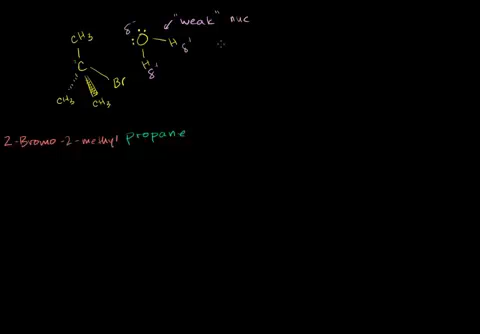 "weak" nuc
δ⁻
CH₃
O
H δ⁺
H
δ⁺
C
Br
CH₃
CH₃
2-Bromo-2-methyl propane